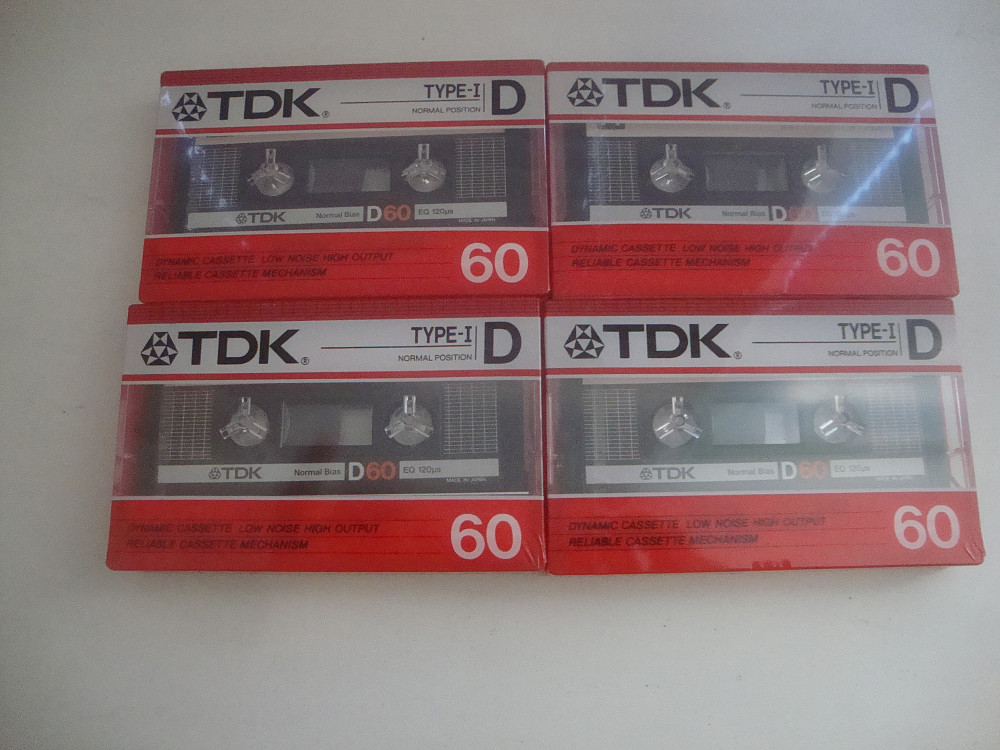 TDK® TYPE-I D
NORMAL POSITION
TDK Normal Bias D60 EQ 120µs
MADE IN JAPAN
DYNAMIC CASSETTE LOW NOISE HIGH OUTPUT
RELIABLE CASSETTE MECHANISM
60
TDK® TYPE-I D
NORMAL POSITION
TDK Normal Bias D60 EQ 120µs
DYNAMIC CASSETTE LOW NOISE HIGH OUTPUT
RELIABLE CASSETTE MECHANISM
60
TDK® TYPE-I D
NORMAL POSITION
TDK Normal Bias D60 EQ 120µs
MADE IN JAPAN
DYNAMIC CASSETTE LOW NOISE HIGH OUTPUT
RELIABLE CASSETTE MECHANISM
60
TDK® TYPE-I D
NORMAL POSITION
TDK Normal Bias D60 EQ 120µs
MADE IN JAPAN
DYNAMIC CASSETTE LOW NOISE HIGH OUTPUT
RELIABLE CASSETTE MECHANISM
60